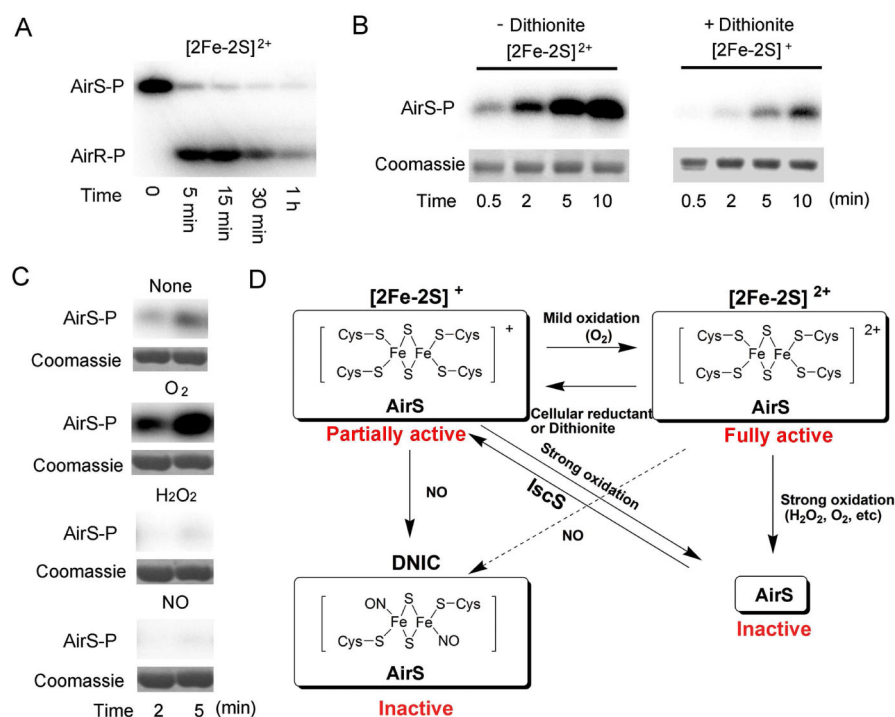 A
[2Fe-2S]2+
AirS-P
AirR-P
Time 0 5 min 15 min 30 min 1 h
B
- Dithionite + Dithionite
[2Fe-2S]2+ [2Fe-2S]+
AirS-P
Coomassie
Time 0.5 2 5 10 0.5 2 5 10 (min)
C
None
AirS-P
Coomassie
O2
AirS-P
Coomassie
H2O2
AirS-P
Coomassie
NO
AirS-P
Coomassie
Time 2 5 (min)
D
[2Fe-2S]+ [2Fe-2S]2+
Cys-S S S-Cys +
Fe Fe
Cys-S S S-Cys
AirS
Partially active
Mild oxidation
(O2)
Cellular reductant
or Dithionite
Cys-S S S-Cys 2+
Fe Fe
Cys-S S S-Cys
AirS
Fully active
NO
Strong oxidation
IscS
NO
Strong oxidation
(H2O2, O2, etc)
DNIC
ON S S-Cys
Fe Fe
Cys-S S NO
AirS
Inactive
AirS
Inactive